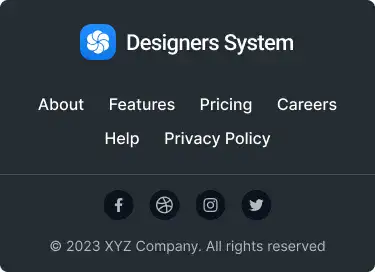 Designers System
About Features Pricing Careers
Help Privacy Policy
© 2023 XYZ Company. All rights reserved